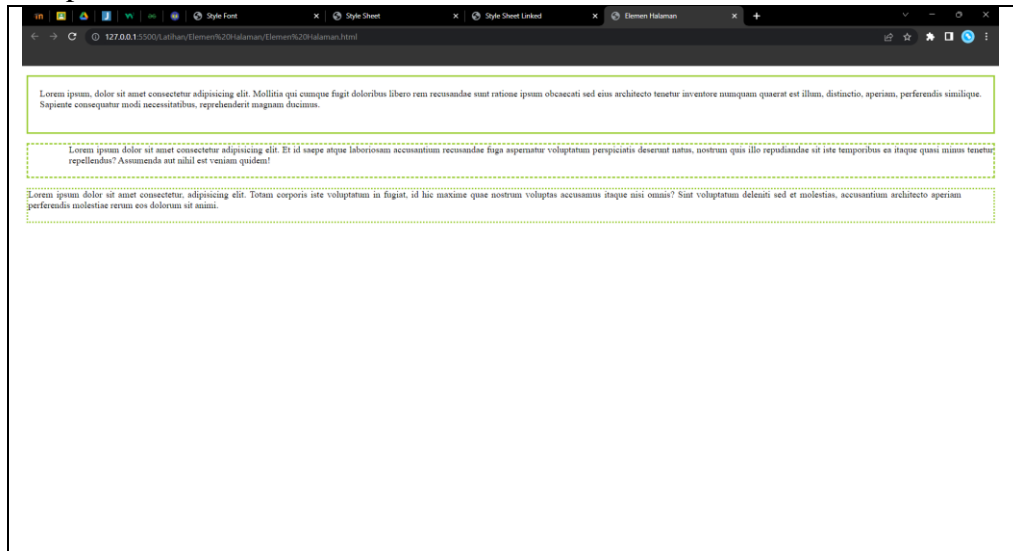 Style Font
Style Sheet
Style Sheet Linked
Elemen Halaman
127.0.0.1:5500/Latihan/Elemen%20Halaman/Elemen%20Halaman.html
Lorem ipsum, dolor sit amet consectetur adipisicing elit. Mollitia qui cumque fugit doloribus libero rem recusandae sunt ratione ipsum obcaecati sed eius architecto tenetur inventore numquam quaerat est illum, distinctio, aperiam, perferendis similique.
Sapiente consequatur modi necessitatibus, reprehenderit magnam ducimus.
Lorem ipsum dolor sit amet consectetur adipisicing elit. Et id saepe atque laboriosam accusantium recusandae fuga aspernatur voluptatum perspiciatis deserunt natus, nostrum quis illo repudiandae sit iste temporibus ea itaque quasi minus tenetur
repellendus? Assumenda aut nihil est veniam quidem!
Lorem ipsum dolor sit amet consectetur, adipisicing elit. Totam corporis iste voluptatum in fugiat, id hic maxime quae nostrum voluptas accusamus itaque nisi omnis? Sint voluptatum deleniti sed et molestias, accusantium architecto aperiam
perferendis molestiae rerum eos dolorum sit animi.